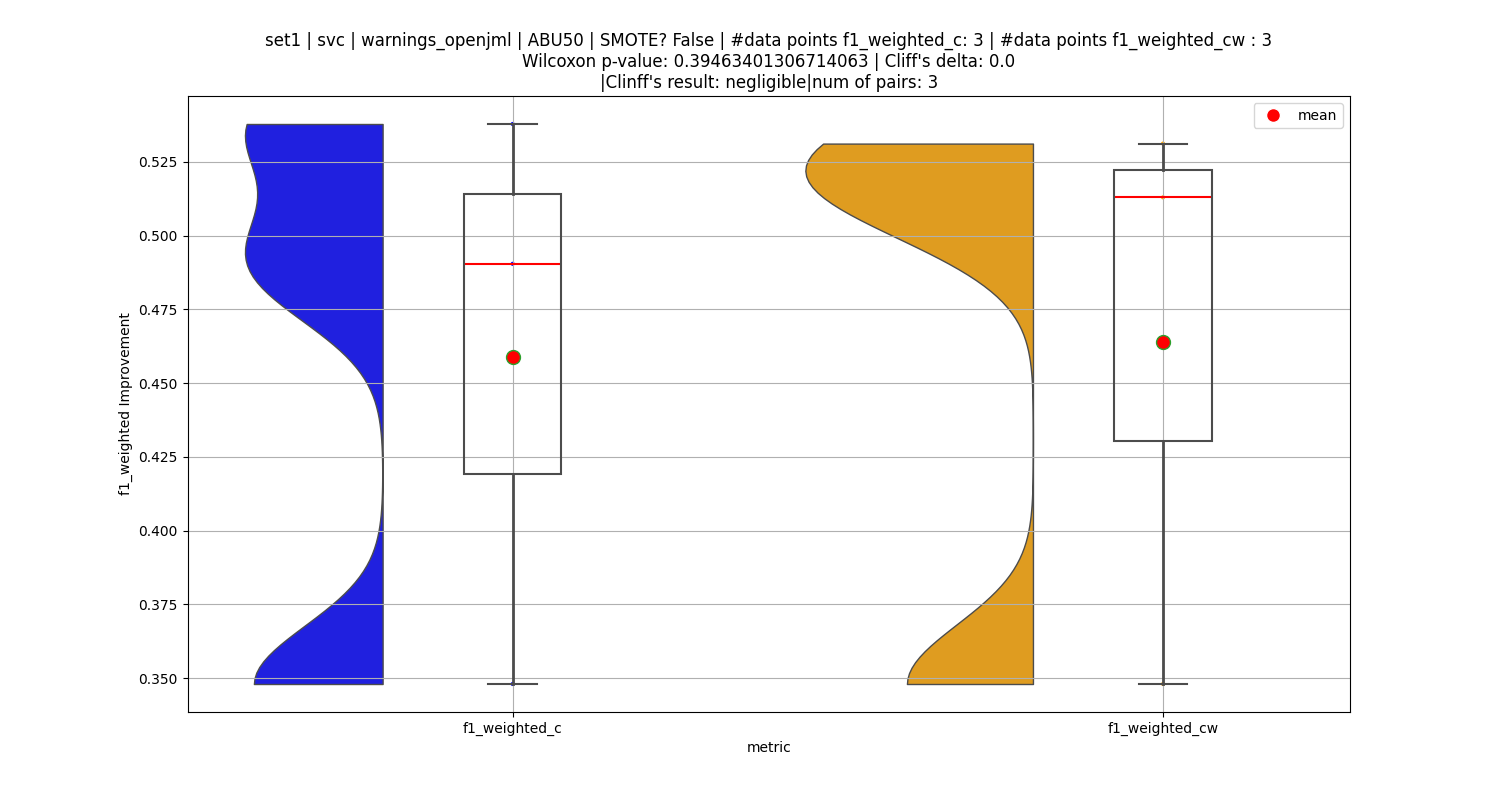 set1 | svc | warnings_openjml | ABU50 | SMOTE? False | #data points f1_weighted_c: 3 | #data points f1_weighted_cw : 3
Wilcoxon p-value: 0.39463401306714063 | Cliff's delta: 0.0
|Clinff's result: negligible|num of pairs: 3
mean
0.525
0.500
0.475
0.450
0.425
0.400
0.375
0.350
f1_weighted Improvement
f1_weighted_c
f1_weighted_cw
metric